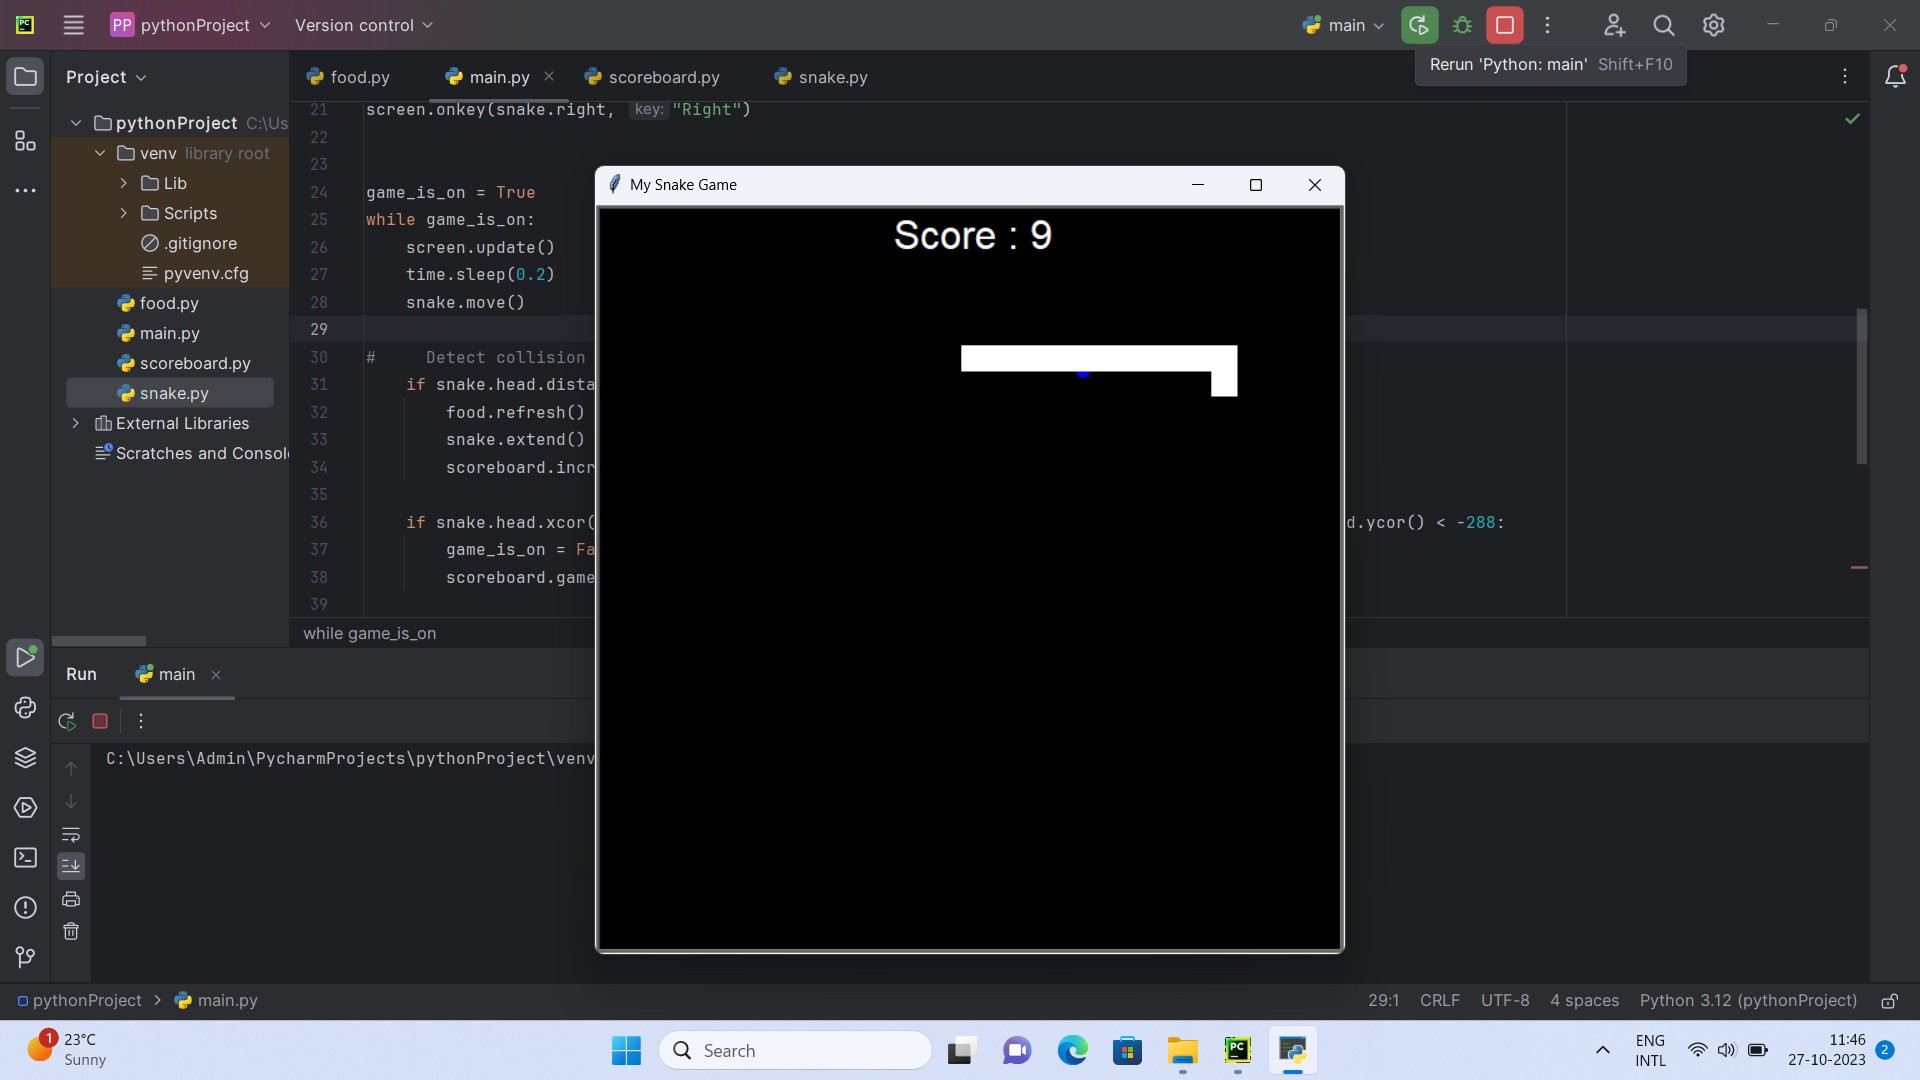 PC
PP pythonProject
Version control
main
Rerun 'Python: main' Shift+F10
Project
food.py
main.py
scoreboard.py
snake.py
pythonProject C:\Us
venv library root
Lib
Scripts
.gitignore
pyvenv.cfg
food.py
main.py
scoreboard.py
snake.py
External Libraries
Scratches and Consol
21 screen.onkey(snake.right, key: "Right")
22
23
24 game_is_on = True
25 while game_is_on:
26 screen.update()
27 time.sleep(0.2)
28 snake.move()
29
30 # Detect collision
31 if snake.head.dista
32 food.refresh()
33 snake.extend()
34 scoreboard.incr
35
36 if snake.head.xcor( d.ycor() < -288:
37 game_is_on = Fa
38 scoreboard.game
39
while game_is_on
My Snake Game
Score : 9
Run
main
C:\Users\Admin\PycharmProjects\pythonProject\venv
pythonProject > main.py
29:1 CRLF UTF-8 4 spaces Python 3.12 (pythonProject)
1
23°C
Sunny
Search
PC
ENG
INTL
11:46
27-10-2023
2